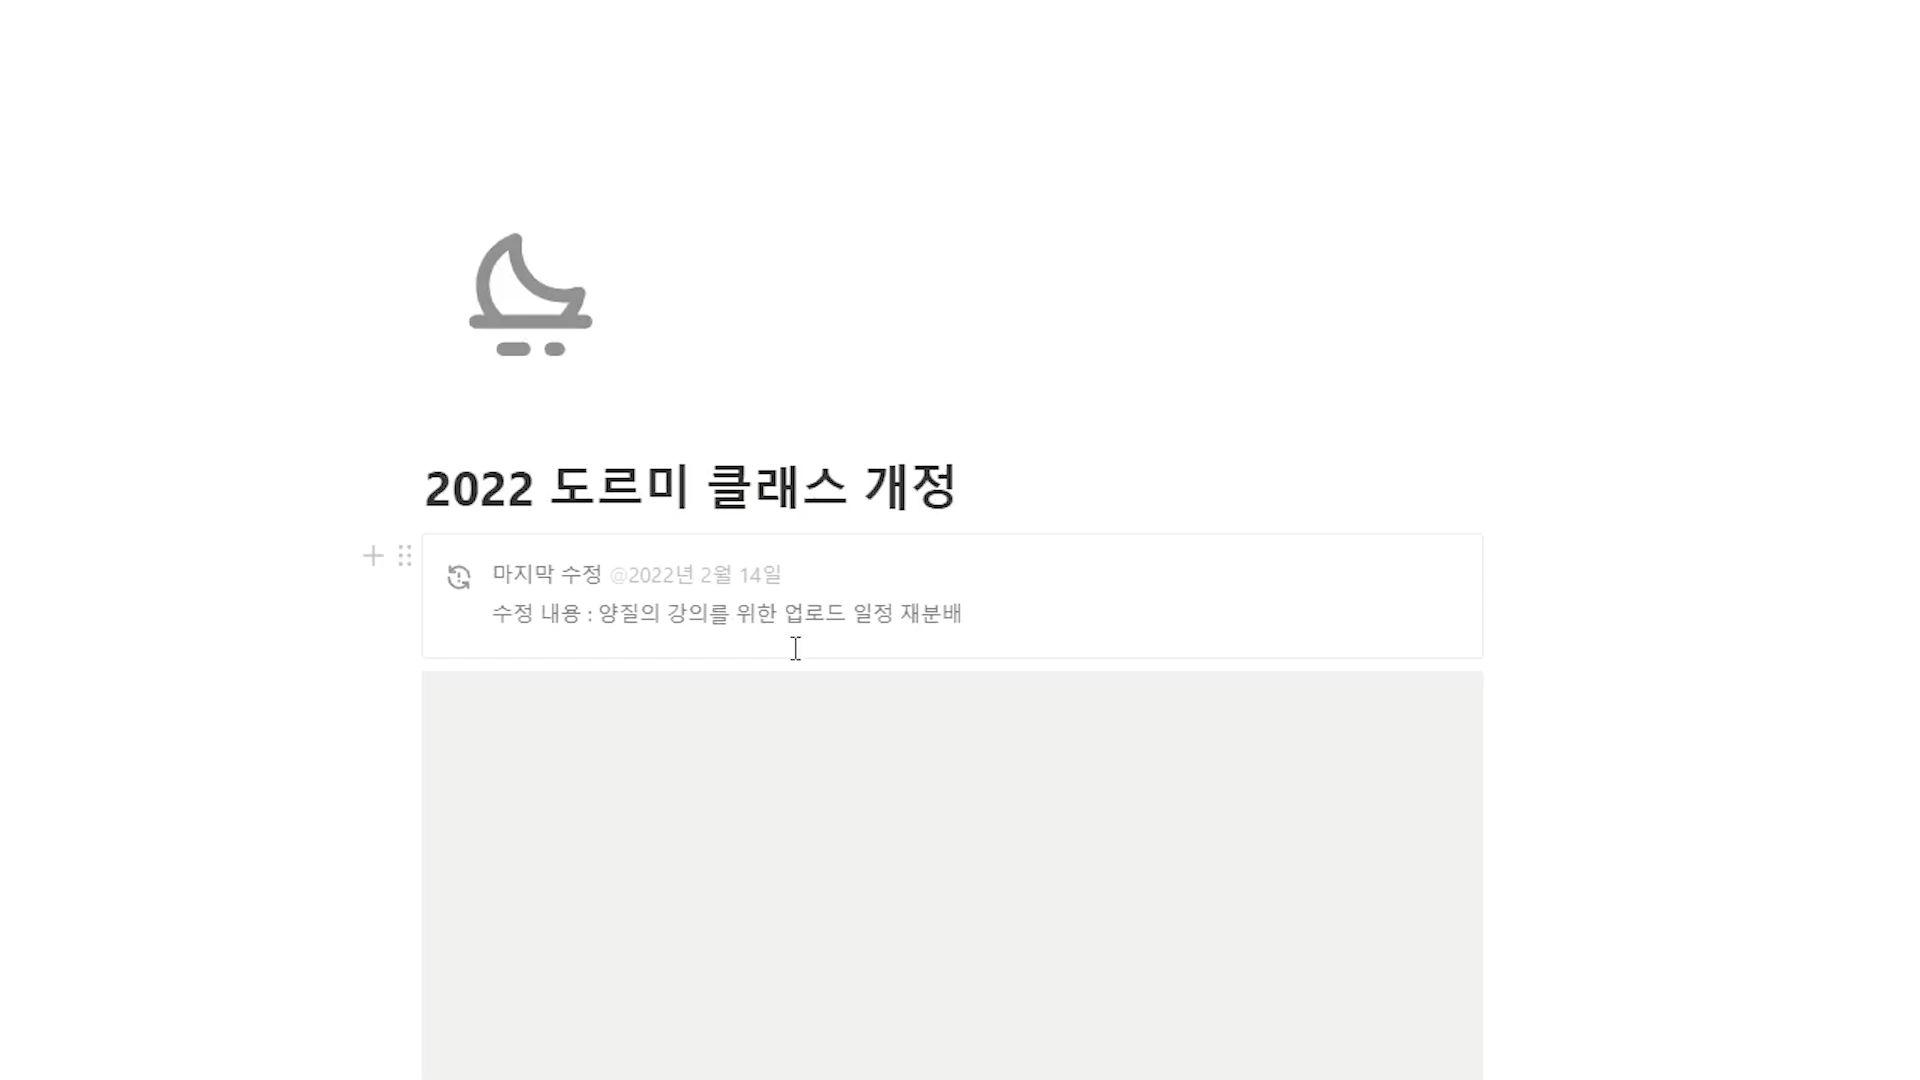 2022 도르미 클래스 개정
마지막 수정 @2022년 2월 14일
수정 내용 : 양질의 강의를 위한 업로드 일정 재분배